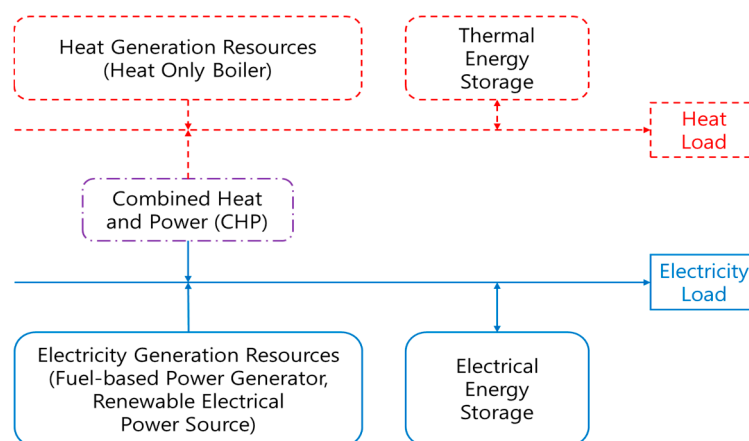 Heat Generation Resources
(Heat Only Boiler)
Thermal
Energy
Storage
Heat
Load
Combined Heat
and Power (CHP)
Electricity
Load
Electricity Generation Resources
(Fuel-based Power Generator,
Renewable Electrical
Power Source)
Electrical
Energy
Storage